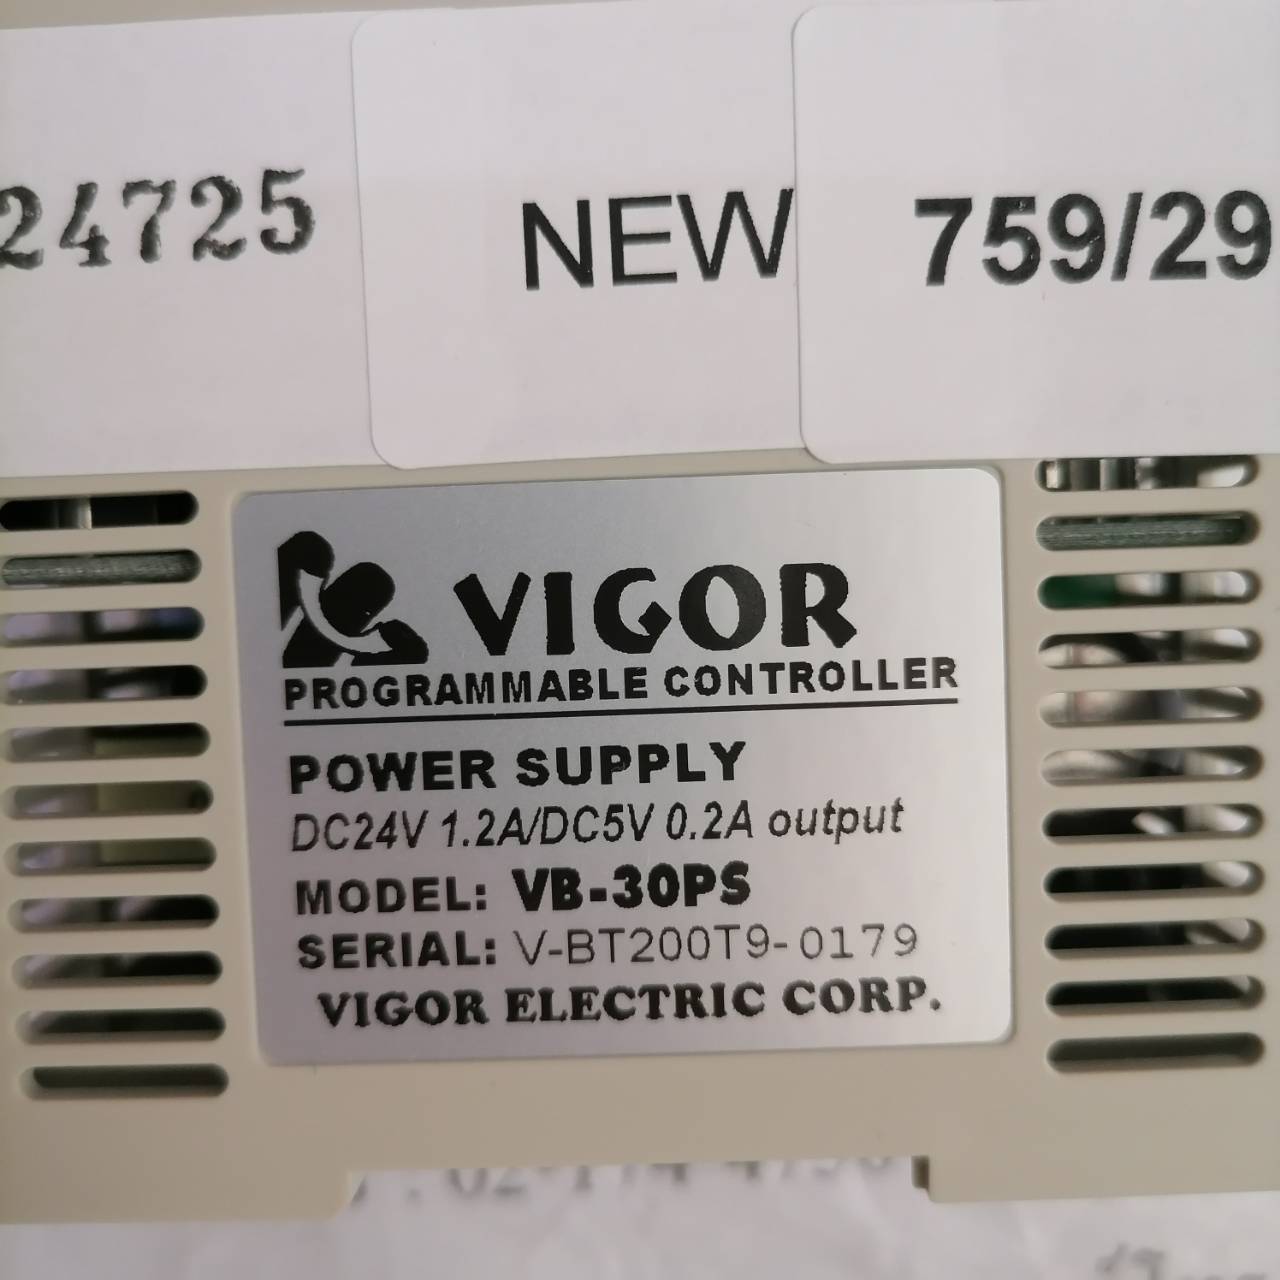 24725
NEW
759/29
VIGOR
PROGRAMMABLE CONTROLLER
POWER SUPPLY
DC24V 1.2A/DC5V 0.2A output
MODEL: VB-30PS
SERIAL: V-BT200T9-0179
VIGOR ELECTRIC CORP.